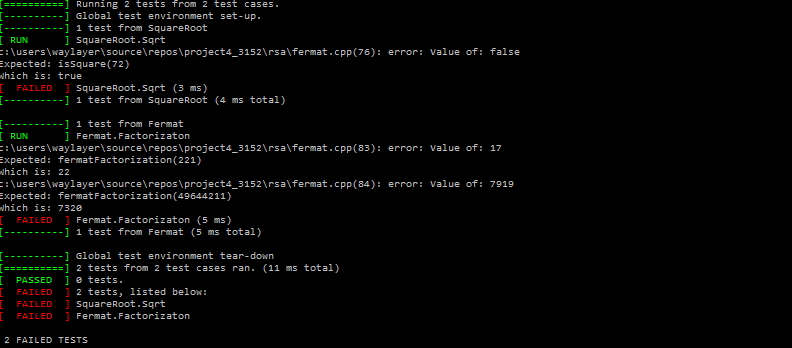 [==========] Running 2 tests from 2 test cases.
[----------] Global test environment set-up.
[----------] 1 test from SquareRoot
[ RUN      ] SquareRoot.Sqrt
c:\users\waylayer\source\repos\project4_3152\rsa\fermat.cpp(76): error: Value of: false
Expected: isSquare(72)
Which is: true
[  FAILED  ] SquareRoot.Sqrt (3 ms)
[----------] 1 test from SquareRoot (4 ms total)
[----------] 1 test from Fermat
[ RUN      ] Fermat.Factorizaton
c:\users\waylayer\source\repos\project4_3152\rsa\fermat.cpp(83): error: Value of: 17
Expected: fermatFactorization(221)
Which is: 22
c:\users\waylayer\source\repos\project4_3152\rsa\fermat.cpp(84): error: Value of: 7919
Expected: fermatFactorization(49644211)
Which is: 7320
[  FAILED  ] Fermat.Factorizaton (5 ms)
[----------] 1 test from Fermat (5 ms total)
[----------] Global test environment tear-down
[==========] 2 tests from 2 test cases ran. (11 ms total)
[  PASSED  ] 0 tests.
[  FAILED  ] 2 tests, listed below:
[  FAILED  ] SquareRoot.Sqrt
[  FAILED  ] Fermat.Factorizaton
2 FAILED TESTS